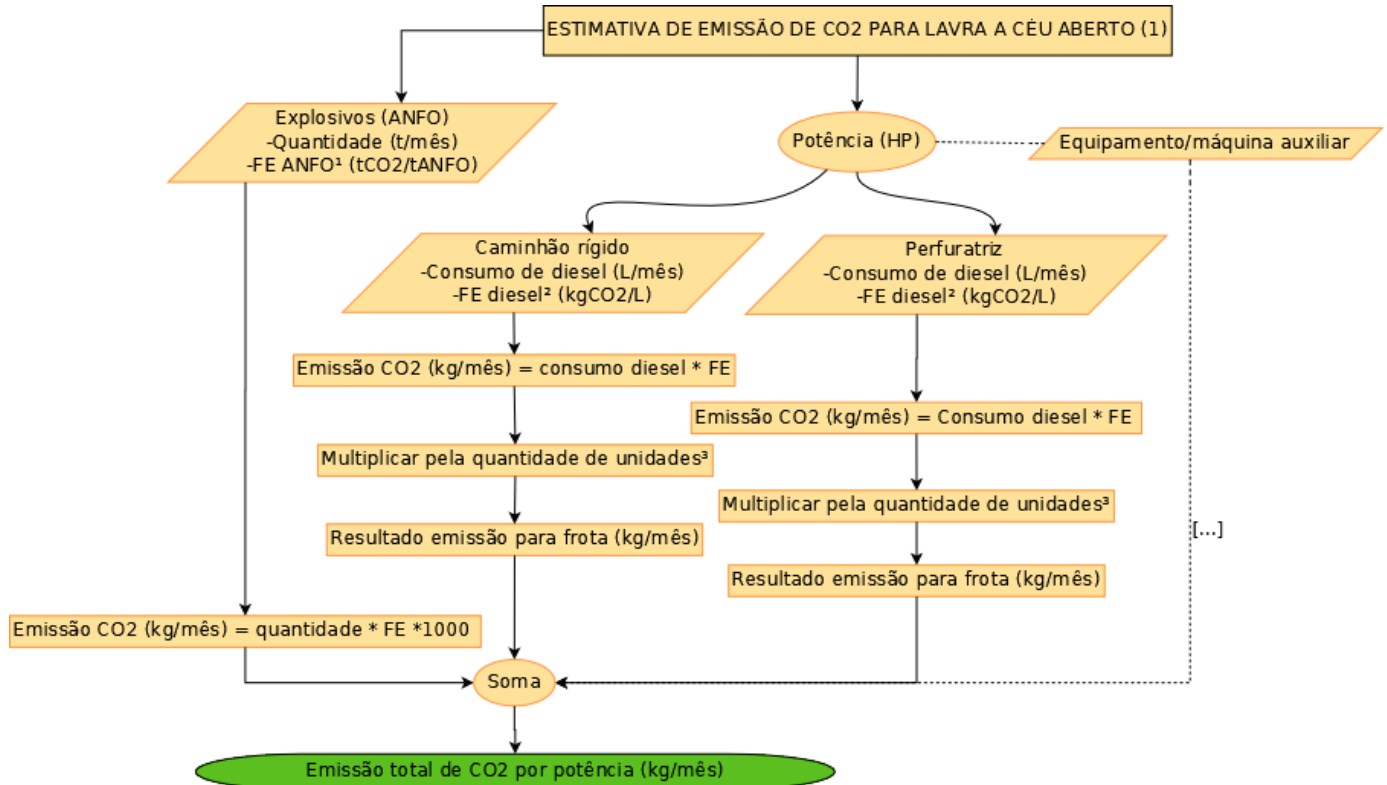 ESTIMATIVA DE EMISSÃO DE CO2 PARA LAVRA A CÉU ABERTO (1)
Explosivos (ANFO)
-Quantidade (t/mês)
-FE ANFO¹ (tCO2/tANFO)
Potência (HP)
Equipamento/máquina auxiliar
Caminhão rígido
-Consumo de diesel (L/mês)
-FE diesel² (kgCO2/L)
Perfuratriz
-Consumo de diesel (L/mês)
-FE diesel² (kgCO2/L)
Emissão CO2 (kg/mês) = consumo diesel * FE
Emissão CO2 (kg/mês) = Consumo diesel * FE
Multiplicar pela quantidade de unidades³
Multiplicar pela quantidade de unidades³
[...]
Resultado emissão para frota (kg/mês)
Resultado emissão para frota (kg/mês)
Emissão CO2 (kg/mês) = quantidade * FE *1000
Soma
Emissão total de CO2 por potência (kg/mês)